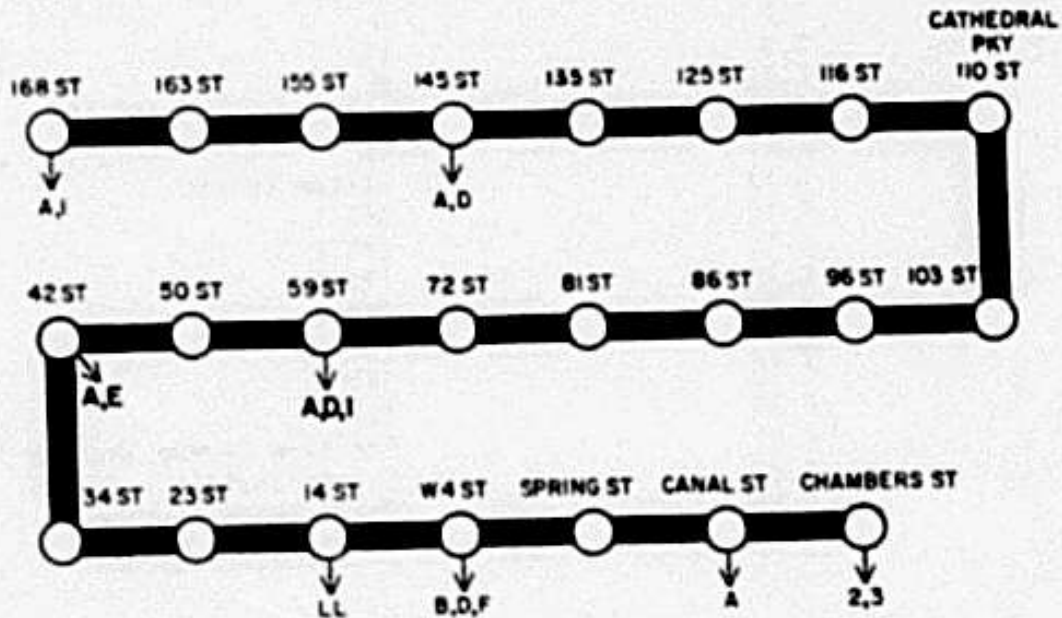 CATHEDRAL
PKY
168 ST 163 ST 155 ST 145 ST 135 ST 125 ST 116 ST 110 ST
A,1 A,D
42 ST 50 ST 59 ST 72 ST 81 ST 86 ST 96 ST 103 ST
A,E A,D,1
34 ST 23 ST 14 ST W4 ST SPRING ST CANAL ST CHAMBERS ST
LL B,D,F A 2,3